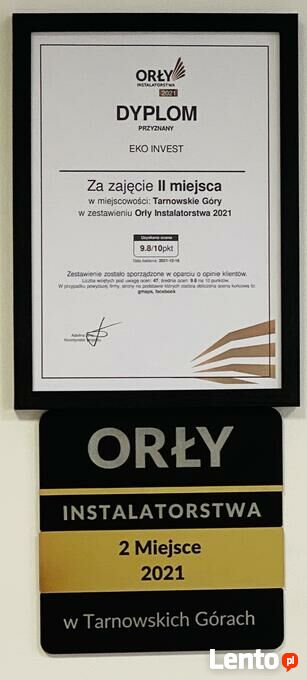 ORŁY
INSTALATORSTWA
2021
DYPLOM
PRZYZNANY
EKO INVEST
Za zajęcie II miejsca
w miejscowości: Tarnowskie Góry
w zestawieniu Orły Instalatorstwa 2021
Uzyskana ocena
9.8/10pkt
Data badania: 2021-12-16
Zestawienie zostało sporządzone w oparciu o opinie klientów.
Liczba wziętych pod uwagę ocen: 47, średnia ocen: 9.8 na 10 punktów.
W przypadku powyższej firmy, strony na podstawie których została obliczona ocena końcowa to:
gmaps, facebook
ORŁY
INSTALATORSTWA
2 Miejsce
2021
w Tarnowskich Górach
Lento.pl